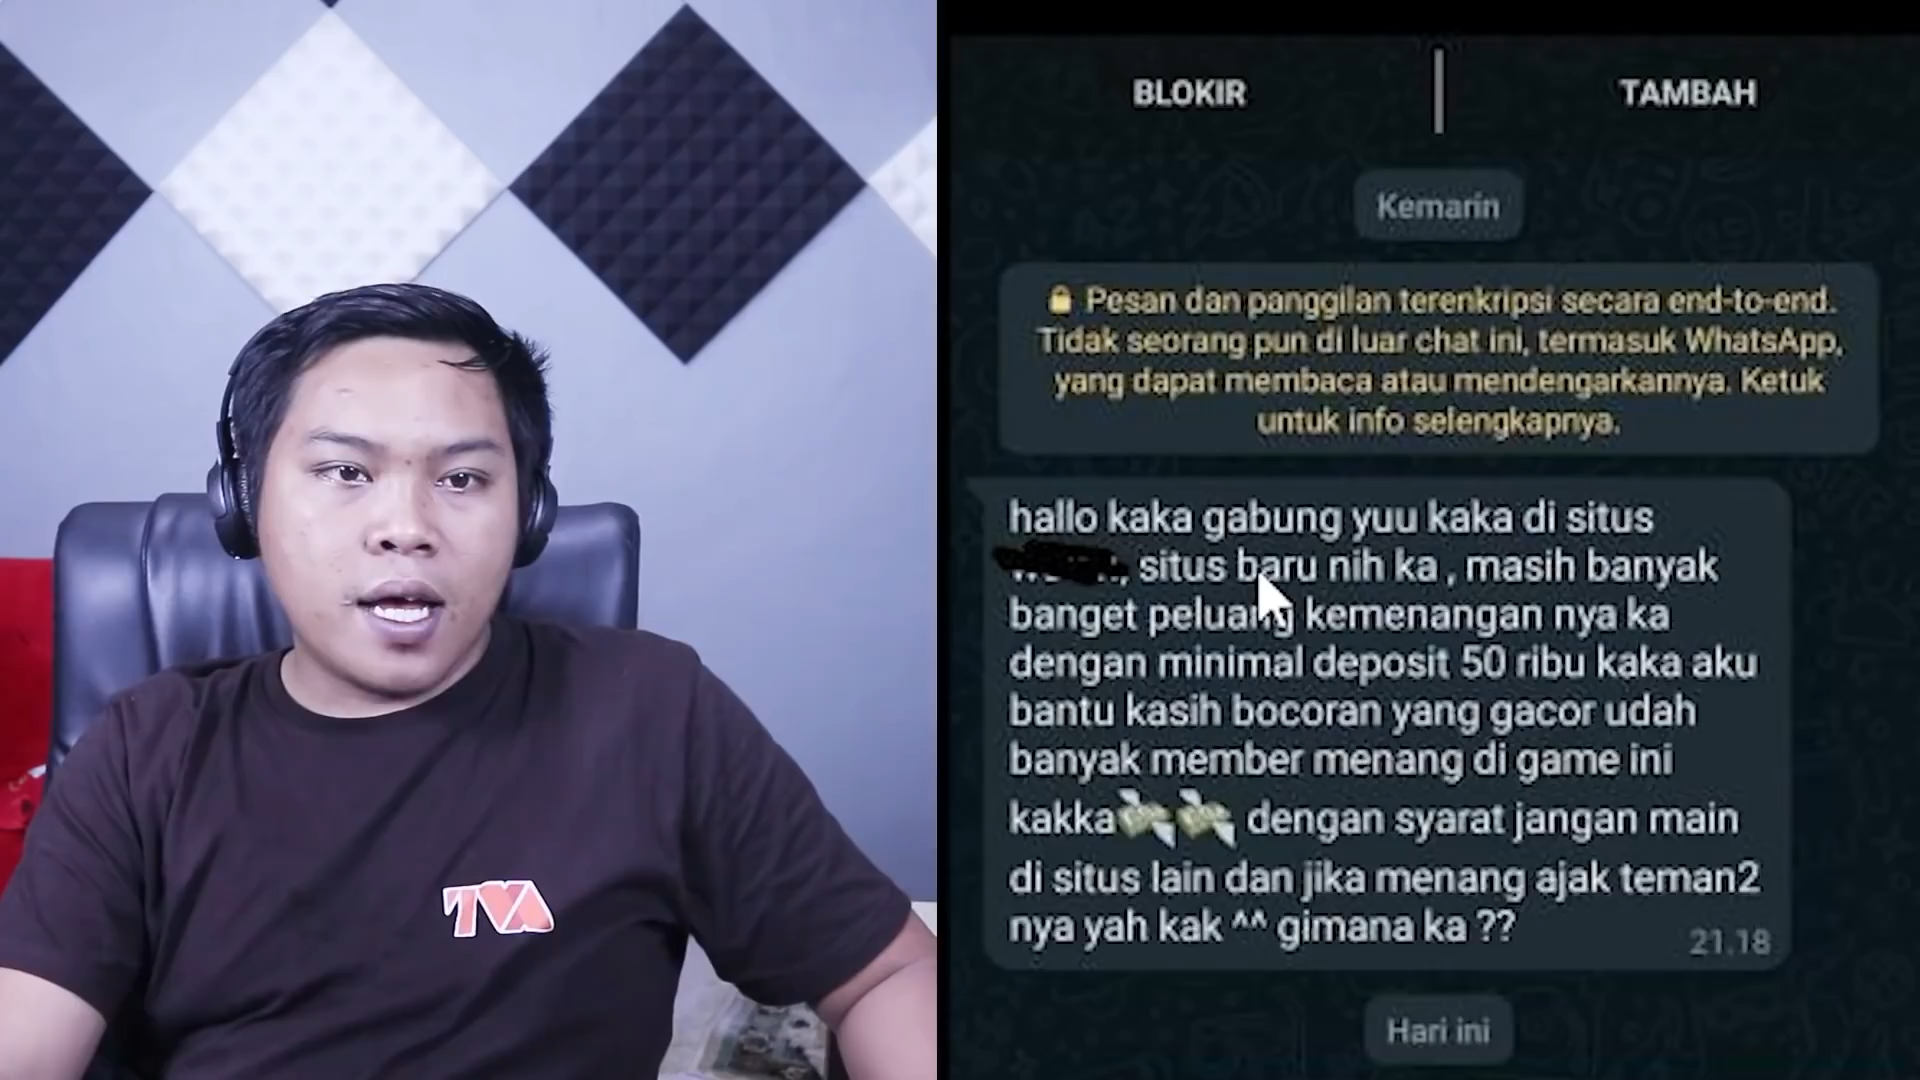 BLOKIR
TAMBAH
Kemarin
Pesan dan panggilan terenkripsi secara end-to-end.
Tidak seorang pun di luar chat ini, termasuk WhatsApp,
yang dapat membaca atau mendengarkannya. Ketuk
untuk info selengkapnya.
hallo kaka gabung yuu kaka di situs
, situs baru nih ka , masih banyak
banget peluang kemenangan nya ka
dengan minimal deposit 50 ribu kaka aku
bantu kasih bocoran yang gacor udah
banyak member menang di game ini
kakka💸💸 dengan syarat jangan main
di situs lain dan jika menang ajak teman2
nya yah kak ^^ gimana ka ??
21.18
Hari ini
TVA